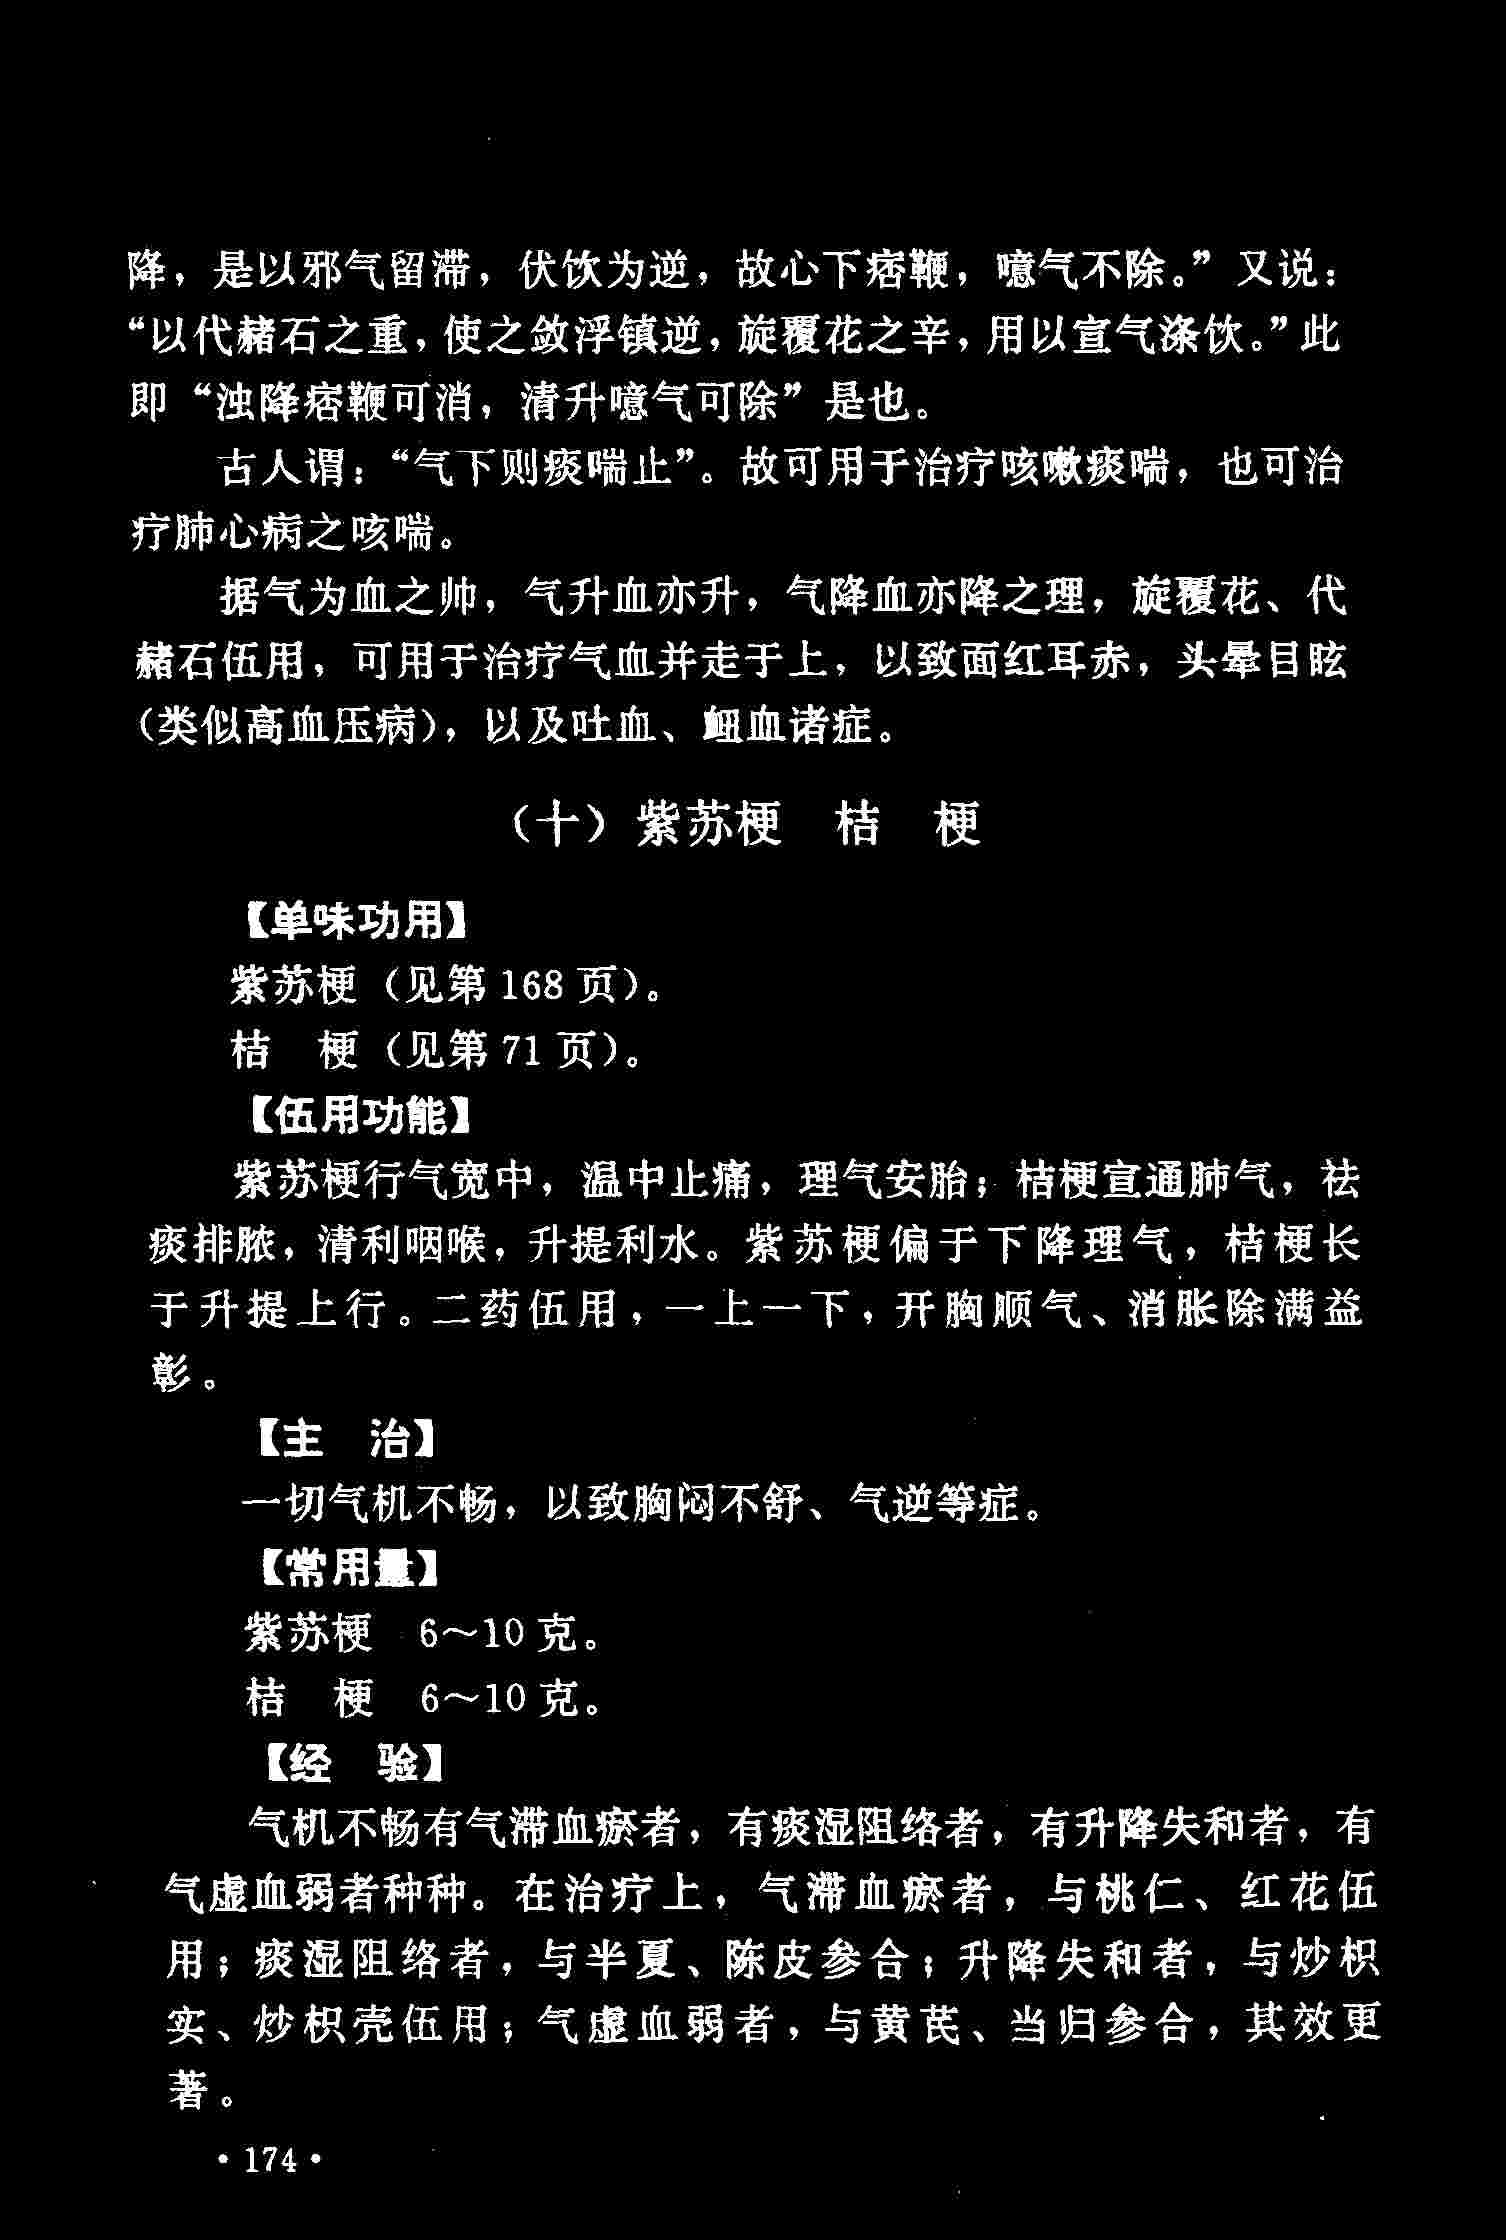 降，是以邪气留滞，伏饮为逆，故心下痞鞭，噫气不除。”又说：
“以代赭石之重，使之敛浮镇逆，旋覆花之辛，用以宣气涤饮。”此
即“浊降痞鞭可消，清升噫气可除”是也。
古人谓：“气下则痰喘止”。故可用于治疗咳嗽痰喘，也可治
疗肺心病之咳喘。
据气为血之帅，气升血亦升，气降血亦降之理，旋覆花、代
赭石伍用，可用于治疗气血并走于上，以致面红耳赤，头晕目眩
（类似高血压病），以及吐血、衄血诸症。
（十）紫苏梗　桔　梗
【单味功用】
紫苏梗（见第 168 页）。
桔　梗（见第 71 页）。
【伍用功能】
紫苏梗行气宽中，温中止痛，理气安胎；桔梗宣通肺气，祛
痰排脓，清利咽喉，升提利水。紫苏梗偏于下降理气，桔梗长
于升提上行。二药伍用，一上一下，开胸顺气、消胀除满益
彰。
【主　治】
一切气机不畅，以致胸闷不舒、气逆等症。
【常用量】
紫苏梗　6～10 克。
桔　梗　6～10 克。
【经　验】
气机不畅有气滞血瘀者，有痰湿阻络者，有升降失和者，有
气虚血弱者种种。在治疗上，气滞血瘀者，与桃仁、红花伍
用；痰湿阻络者，与半夏、陈皮参合；升降失和者，与炒枳
实、炒枳壳伍用；气虚血弱者，与黄芪、当归参合，其效更
著。
·174·